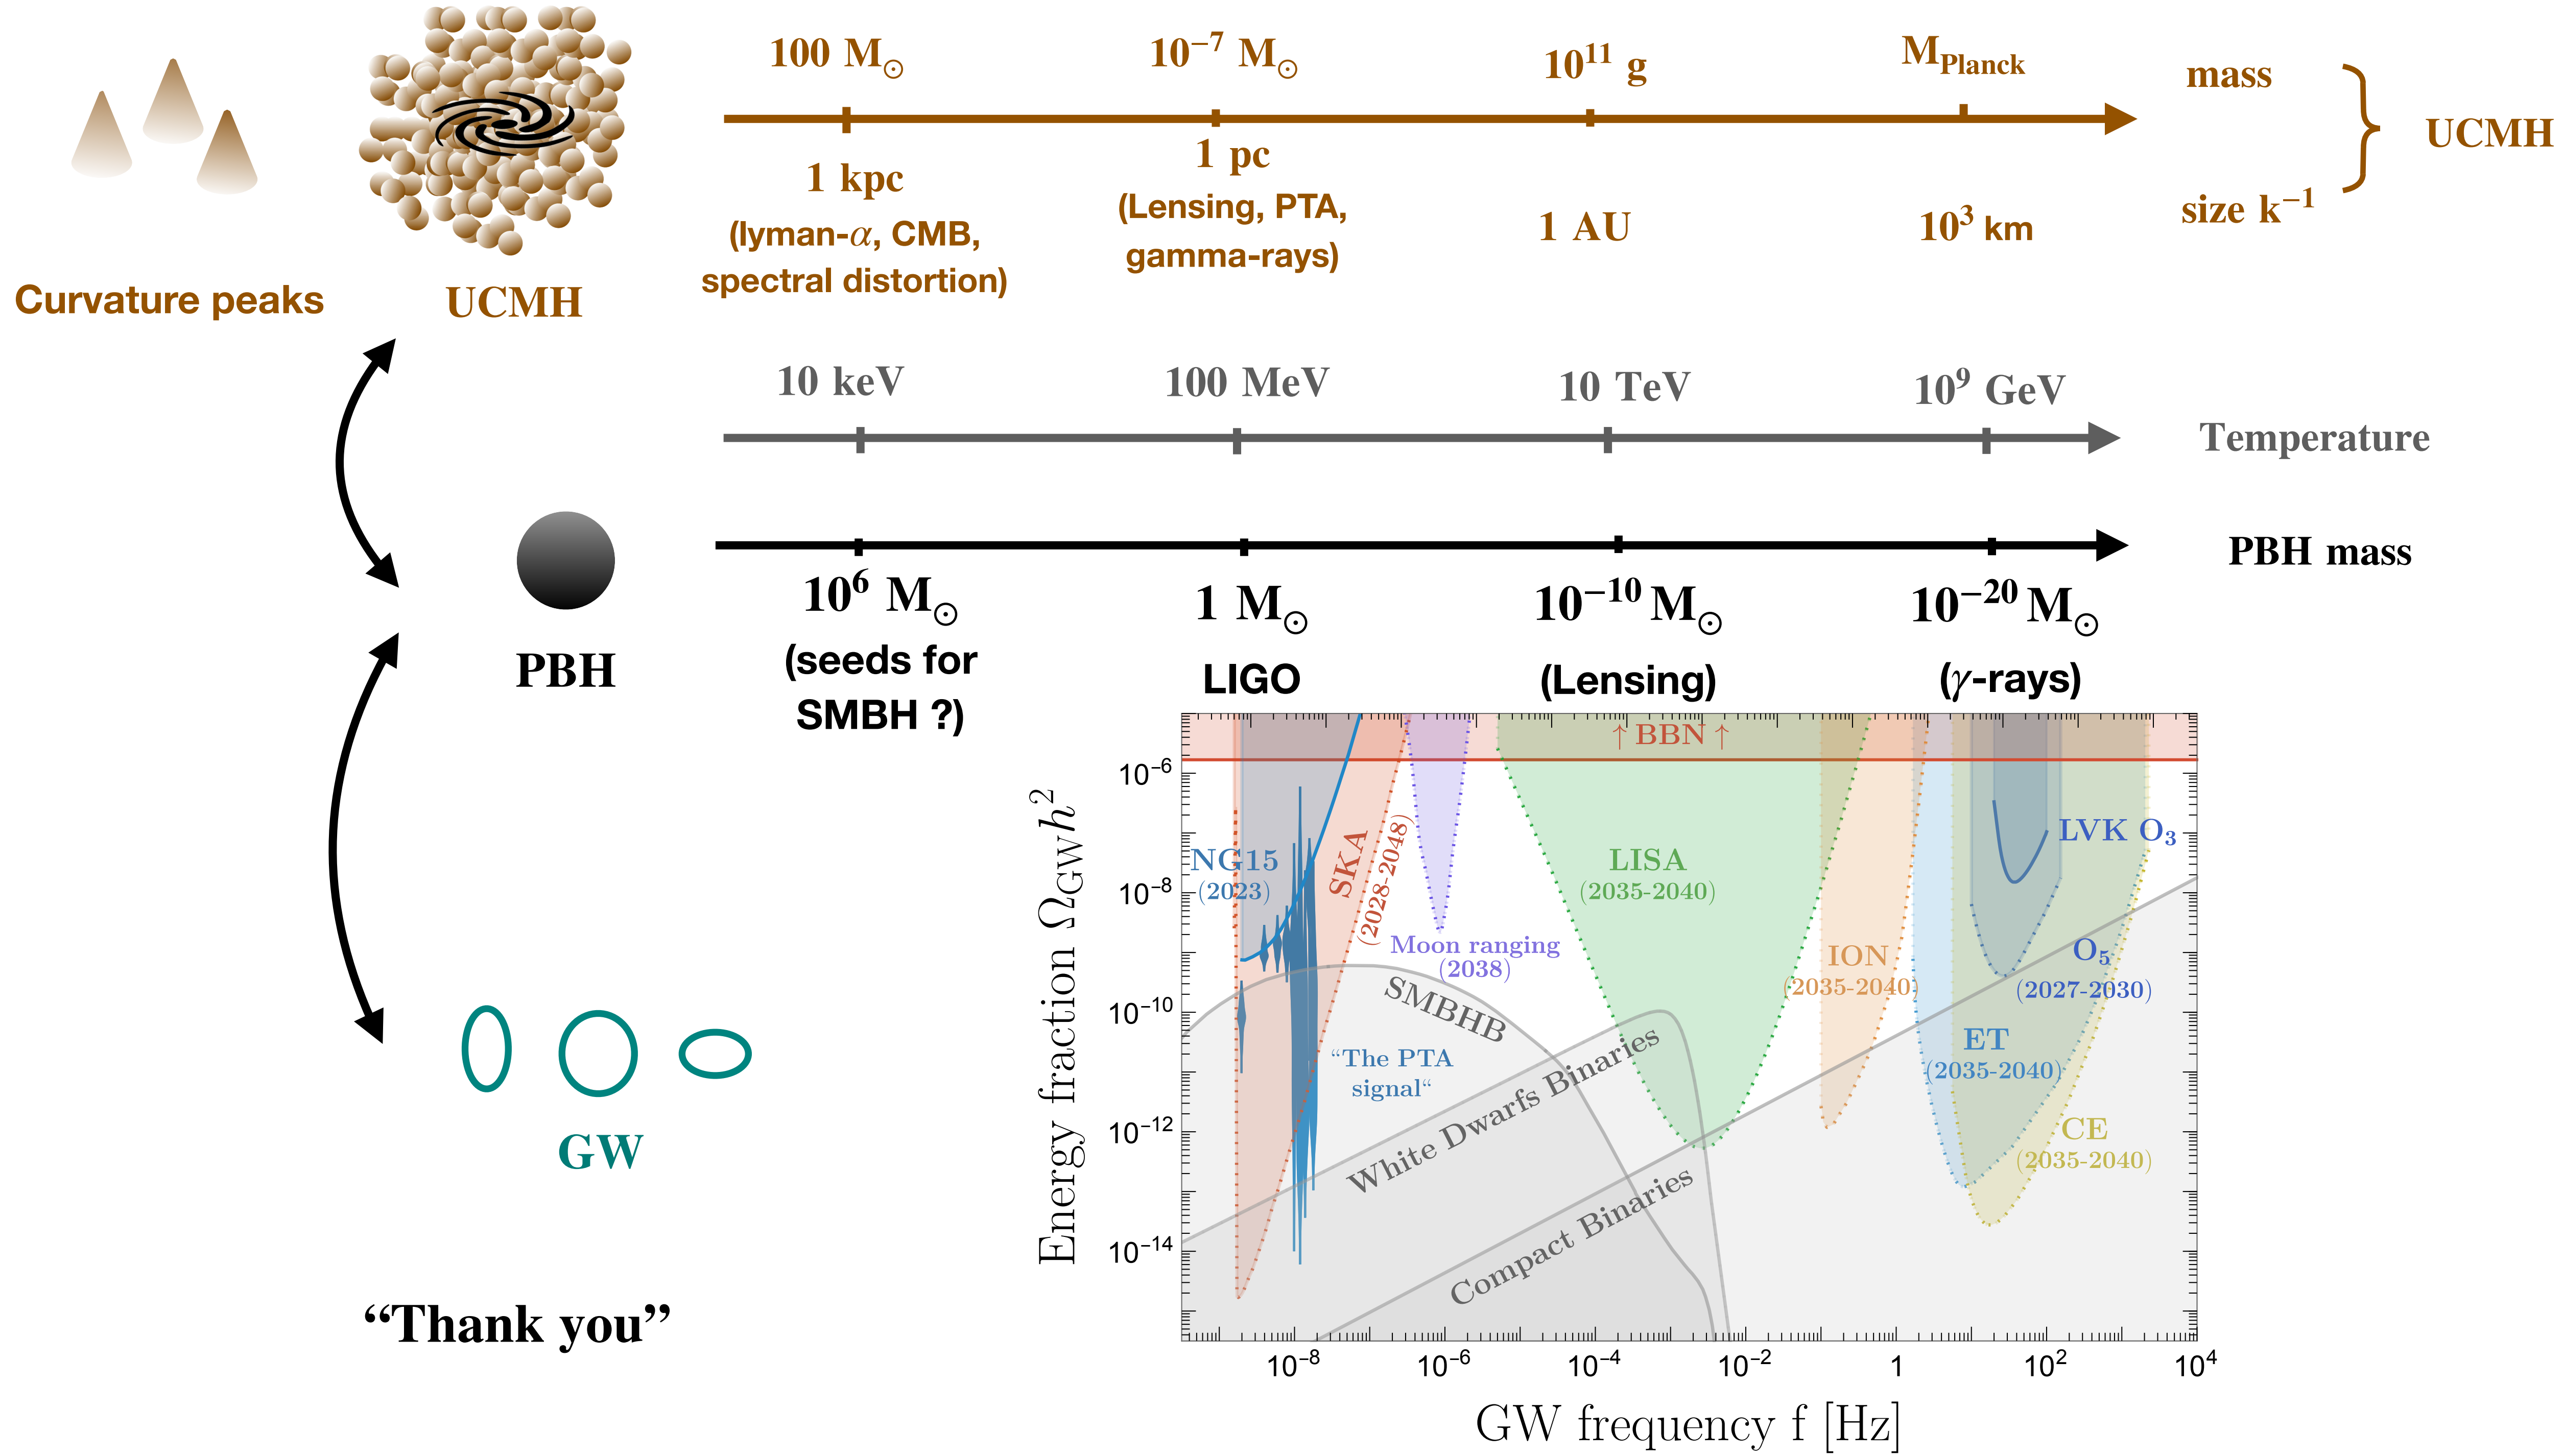 100 M⊙
10⁻⁷ M⊙
10¹¹ g
M_Planck
mass
UCMH
1 kpc
(lyman-α, CMB,
spectral distortion)
1 pc
(Lensing, PTA,
gamma-rays)
1 AU
10³ km
size k⁻¹
Curvature peaks
UCMH
10 keV
100 MeV
10 TeV
10⁹ GeV
Temperature
PBH mass
10⁶ M⊙
(seeds for
SMBH ?)
1 M⊙
LIGO
10⁻¹⁰ M⊙
(Lensing)
10⁻²⁰ M⊙
(γ-rays)
PBH
GW
“Thank you”
Energy fraction Ω_GW h²
10⁻⁶
10⁻⁸
10⁻¹⁰
10⁻¹²
10⁻¹⁴
↑ BBN ↑
NG15
(2023)
SKA
(2028-2048)
Moon ranging
(2038)
LISA
(2035-2040)
ION
(2035-2040)
LVK O₃
O₅
(2027-2030)
ET
(2035-2040)
CE
(2035-2040)
SMBHB
“The PTA
signal“
White Dwarfs Binaries
Compact Binaries
10⁻⁸
10⁻⁶
10⁻⁴
10⁻²
1
10²
10⁴
GW frequency f [Hz]